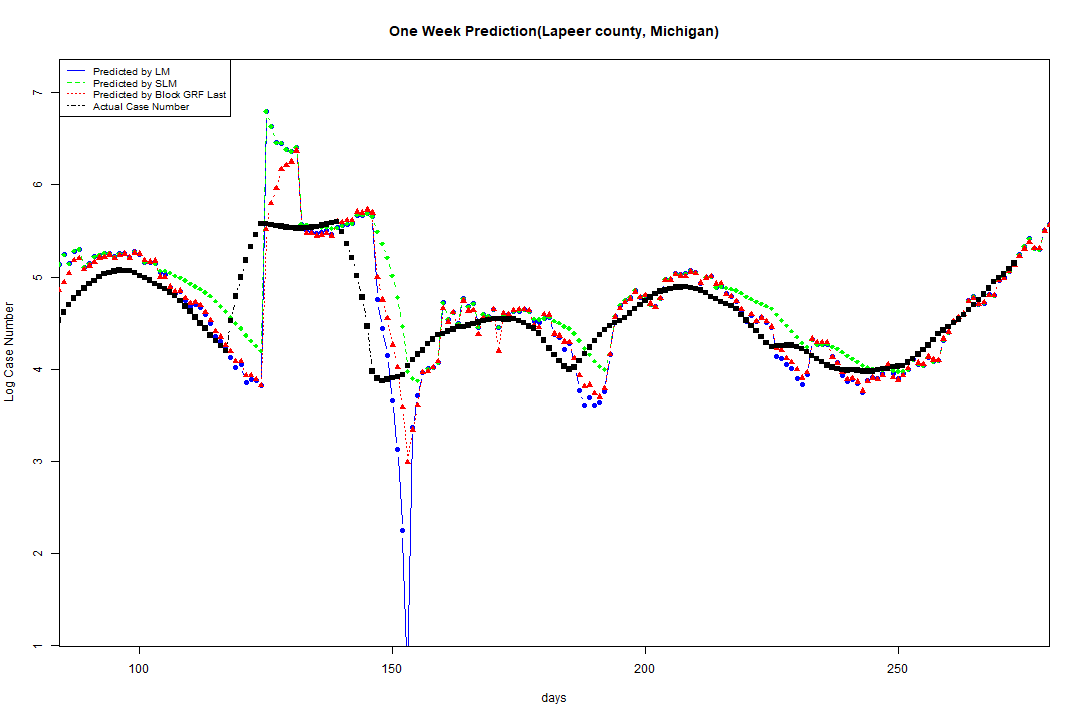 One Week Prediction(Lapeer county, Michigan)
Predicted by LM
Predicted by SLM
Predicted by Block GRF Last
Actual Case Number
7
6
5
4
3
2
1
Log Case Number
100
150
200
250
days